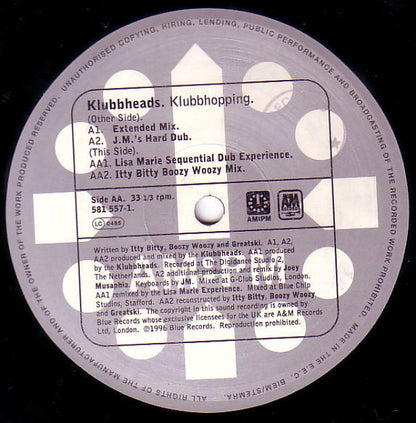 UNAUTHORISED COPYING, HIRING, LENDING, PUBLIC PERFORMANCE AND BROADCASTING OF THE RECORDED WORK PROHIBITED. MADE IN THE E.E.C. BIEM/STEMRA.
ALL RIGHTS OF THE MANUFACTURER AND OF THE OWNER OF THE WORK PRODUCED RESERVED.
Klubbheads. Klubbhopping.
(Other Side).
A1. Extended Mix.
A2. J.M.'s Hard Dub.
(This Side).
AA1. Lisa Marie Sequential Dub Experience.
AA2. Itty Bitty Boozy Woozy Mix.
Side AA. 33 1/3 rpm.
581 557-1.
LC 0485
AM:PM
A&M
RECORDS
Written by Itty Bitty, Boozy Woozy and Greatski. A1, A2,
AA2 produced and mixed by the Klubbheads. AA1 produced
by the Klubbheads. Recorded at The Digidance Studio 2,
The Netherlands. A2 additional production and remix by Joey
Musaphia. Keyboards by JM. Mixed at G-Club Studios, London.
AA1 remixed by the Lisa Marie Experience. Mixed at Blue Chip
Studios, Stafford. AA2 reconstructed by Itty Bitty, Boozy Woozy
and Greatski. The copyright in this sound recording is owned by
Blue Records whose exclusive licensees for the UK are A&M Records
Ltd, London. ©1996 Blue Records. Reproduction prohibited.